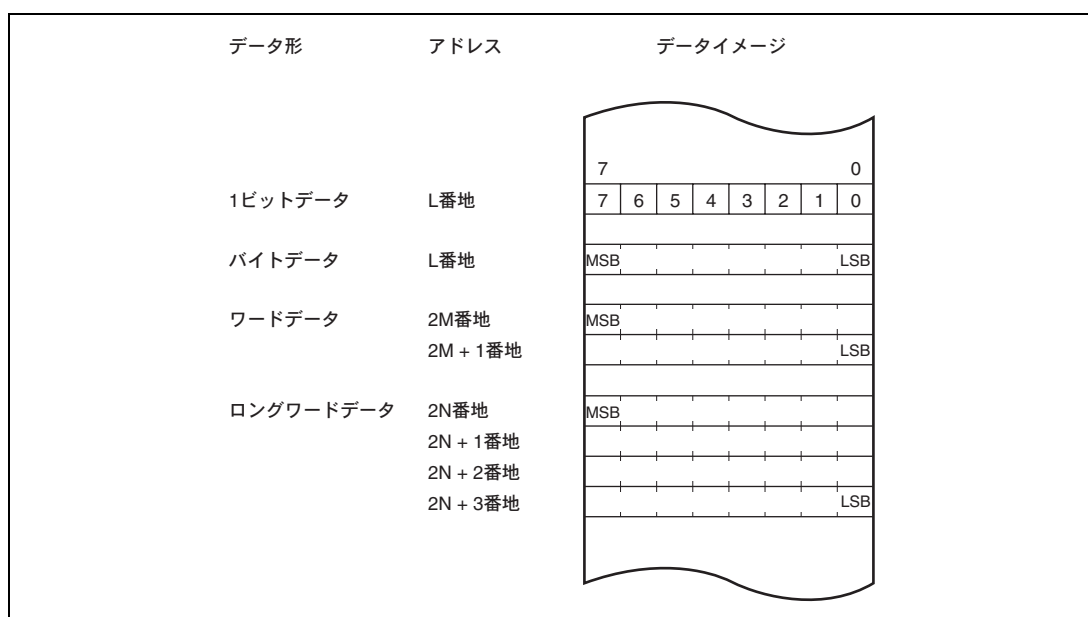 データ形 アドレス データイメージ
7 0
1ビットデータ L番地 7 6 5 4 3 2 1 0
バイトデータ L番地 MSB LSB
ワードデータ 2M番地 MSB
2M + 1番地 LSB
ロングワードデータ 2N番地 MSB
2N + 1番地
2N + 2番地
2N + 3番地 LSB